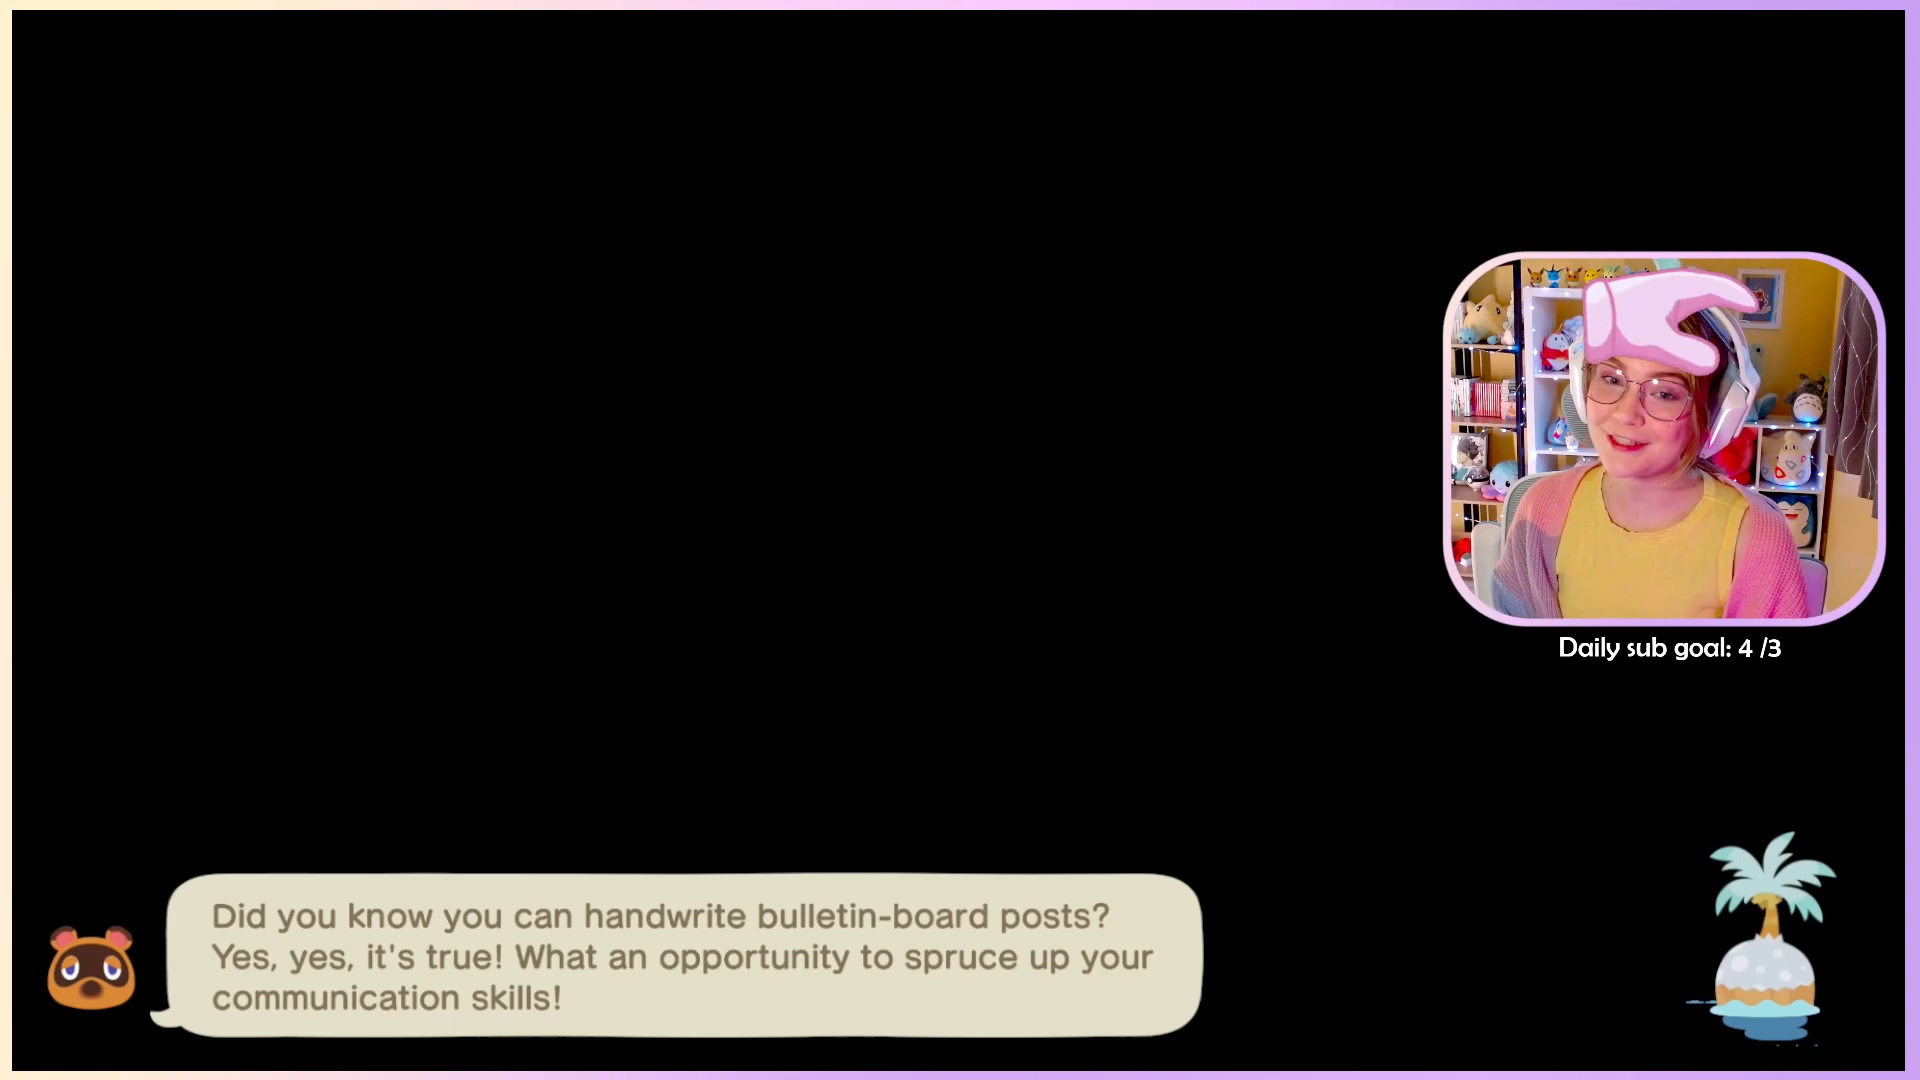 Daily sub goal: 4 /3
Did you know you can handwrite bulletin-board posts?
Yes, yes, it's true! What an opportunity to spruce up your
communication skills!